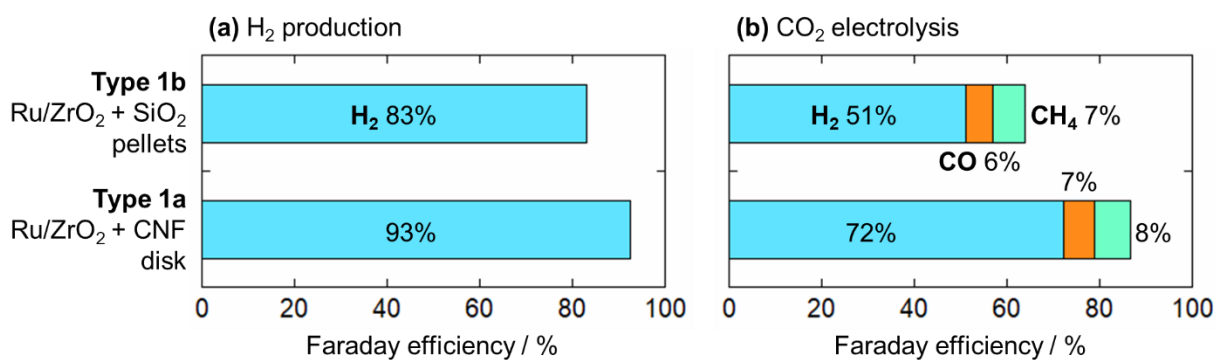 (a) H₂ production
(b) CO₂ electrolysis
Type 1b
Ru/ZrO₂ + SiO₂
pellets
H₂ 83%
H₂ 51%
CH₄ 7%
CO 6%
Type 1a
Ru/ZrO₂ + CNF
disk
93%
7%
72%
8%
0 20 40 60 80 100
0 20 40 60 80 100
Faraday efficiency / %
Faraday efficiency / %